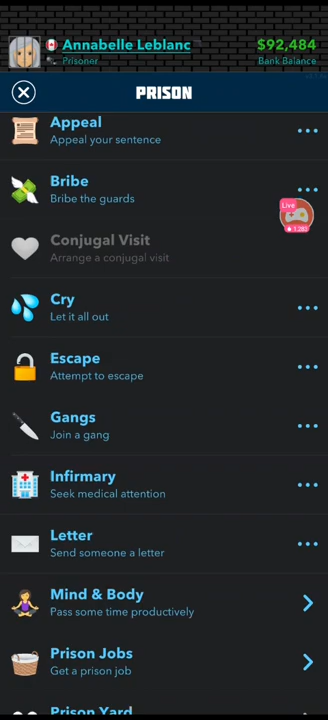 Annabelle Leblanc
$92,484
Prisoner
Bank Balance
PRISON
Appeal
Appeal your sentence
Bribe
Bribe the guards
Live
Conjugal Visit
Arrange a conjugal visit
Cry
Let it all out
Escape
Attempt to escape
Gangs
Join a gang
Infirmary
Seek medical attention
Letter
Send someone a letter
Mind & Body
Pass some time productively
Prison Jobs
Get a prison job
Prison Yard